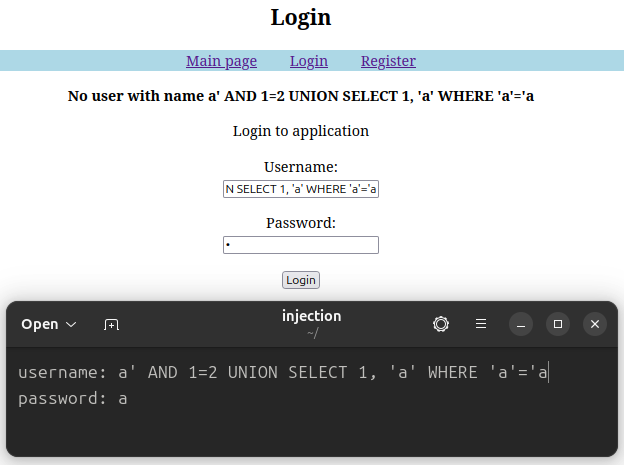 Login
Main page Login Register
No user with name a' AND 1=2 UNION SELECT 1, 'a' WHERE 'a'='a
Login to application
Username:
N SELECT 1, 'a' WHERE 'a'='a
Password:
•
Login
Open injection
~/
username: a' AND 1=2 UNION SELECT 1, 'a' WHERE 'a'='a
password: a